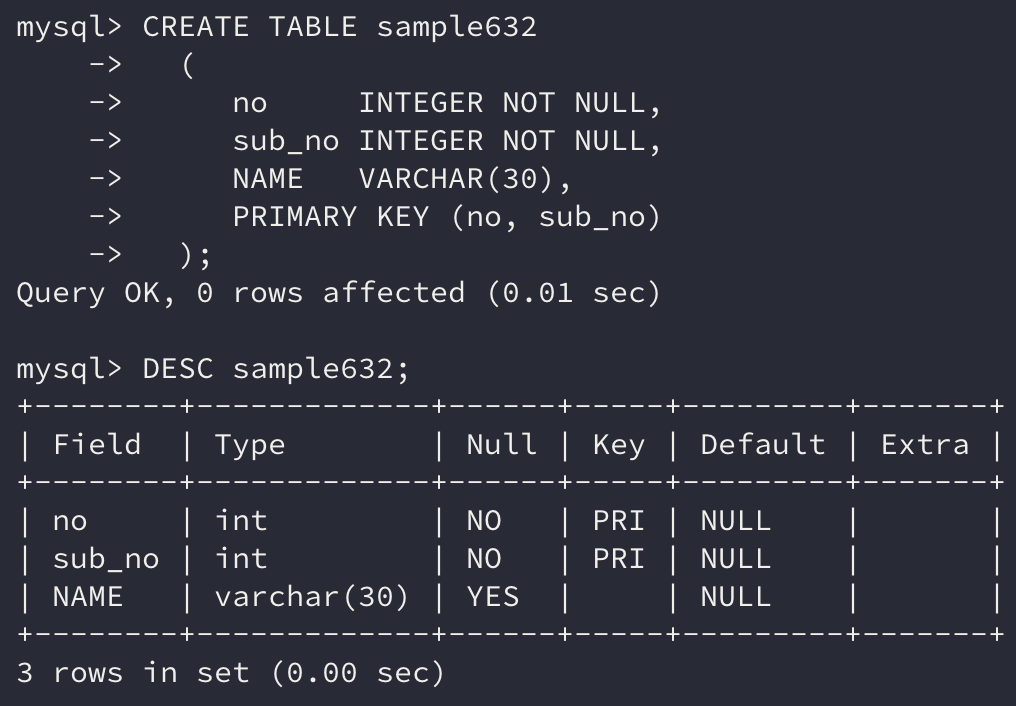 mysql> CREATE TABLE sample632
    ->   (
    ->      no     INTEGER NOT NULL,
    ->      sub_no INTEGER NOT NULL,
    ->      NAME   VARCHAR(30),
    ->      PRIMARY KEY (no, sub_no)
    ->   );
Query OK, 0 rows affected (0.01 sec)

mysql> DESC sample632;
+--------+-------------+------+-----+---------+-------+
| Field  | Type        | Null | Key | Default | Extra |
+--------+-------------+------+-----+---------+-------+
| no     | int         | NO   | PRI | NULL    |       |
| sub_no | int         | NO   | PRI | NULL    |       |
| NAME   | varchar(30) | YES  |     | NULL    |       |
+--------+-------------+------+-----+---------+-------+
3 rows in set (0.00 sec)